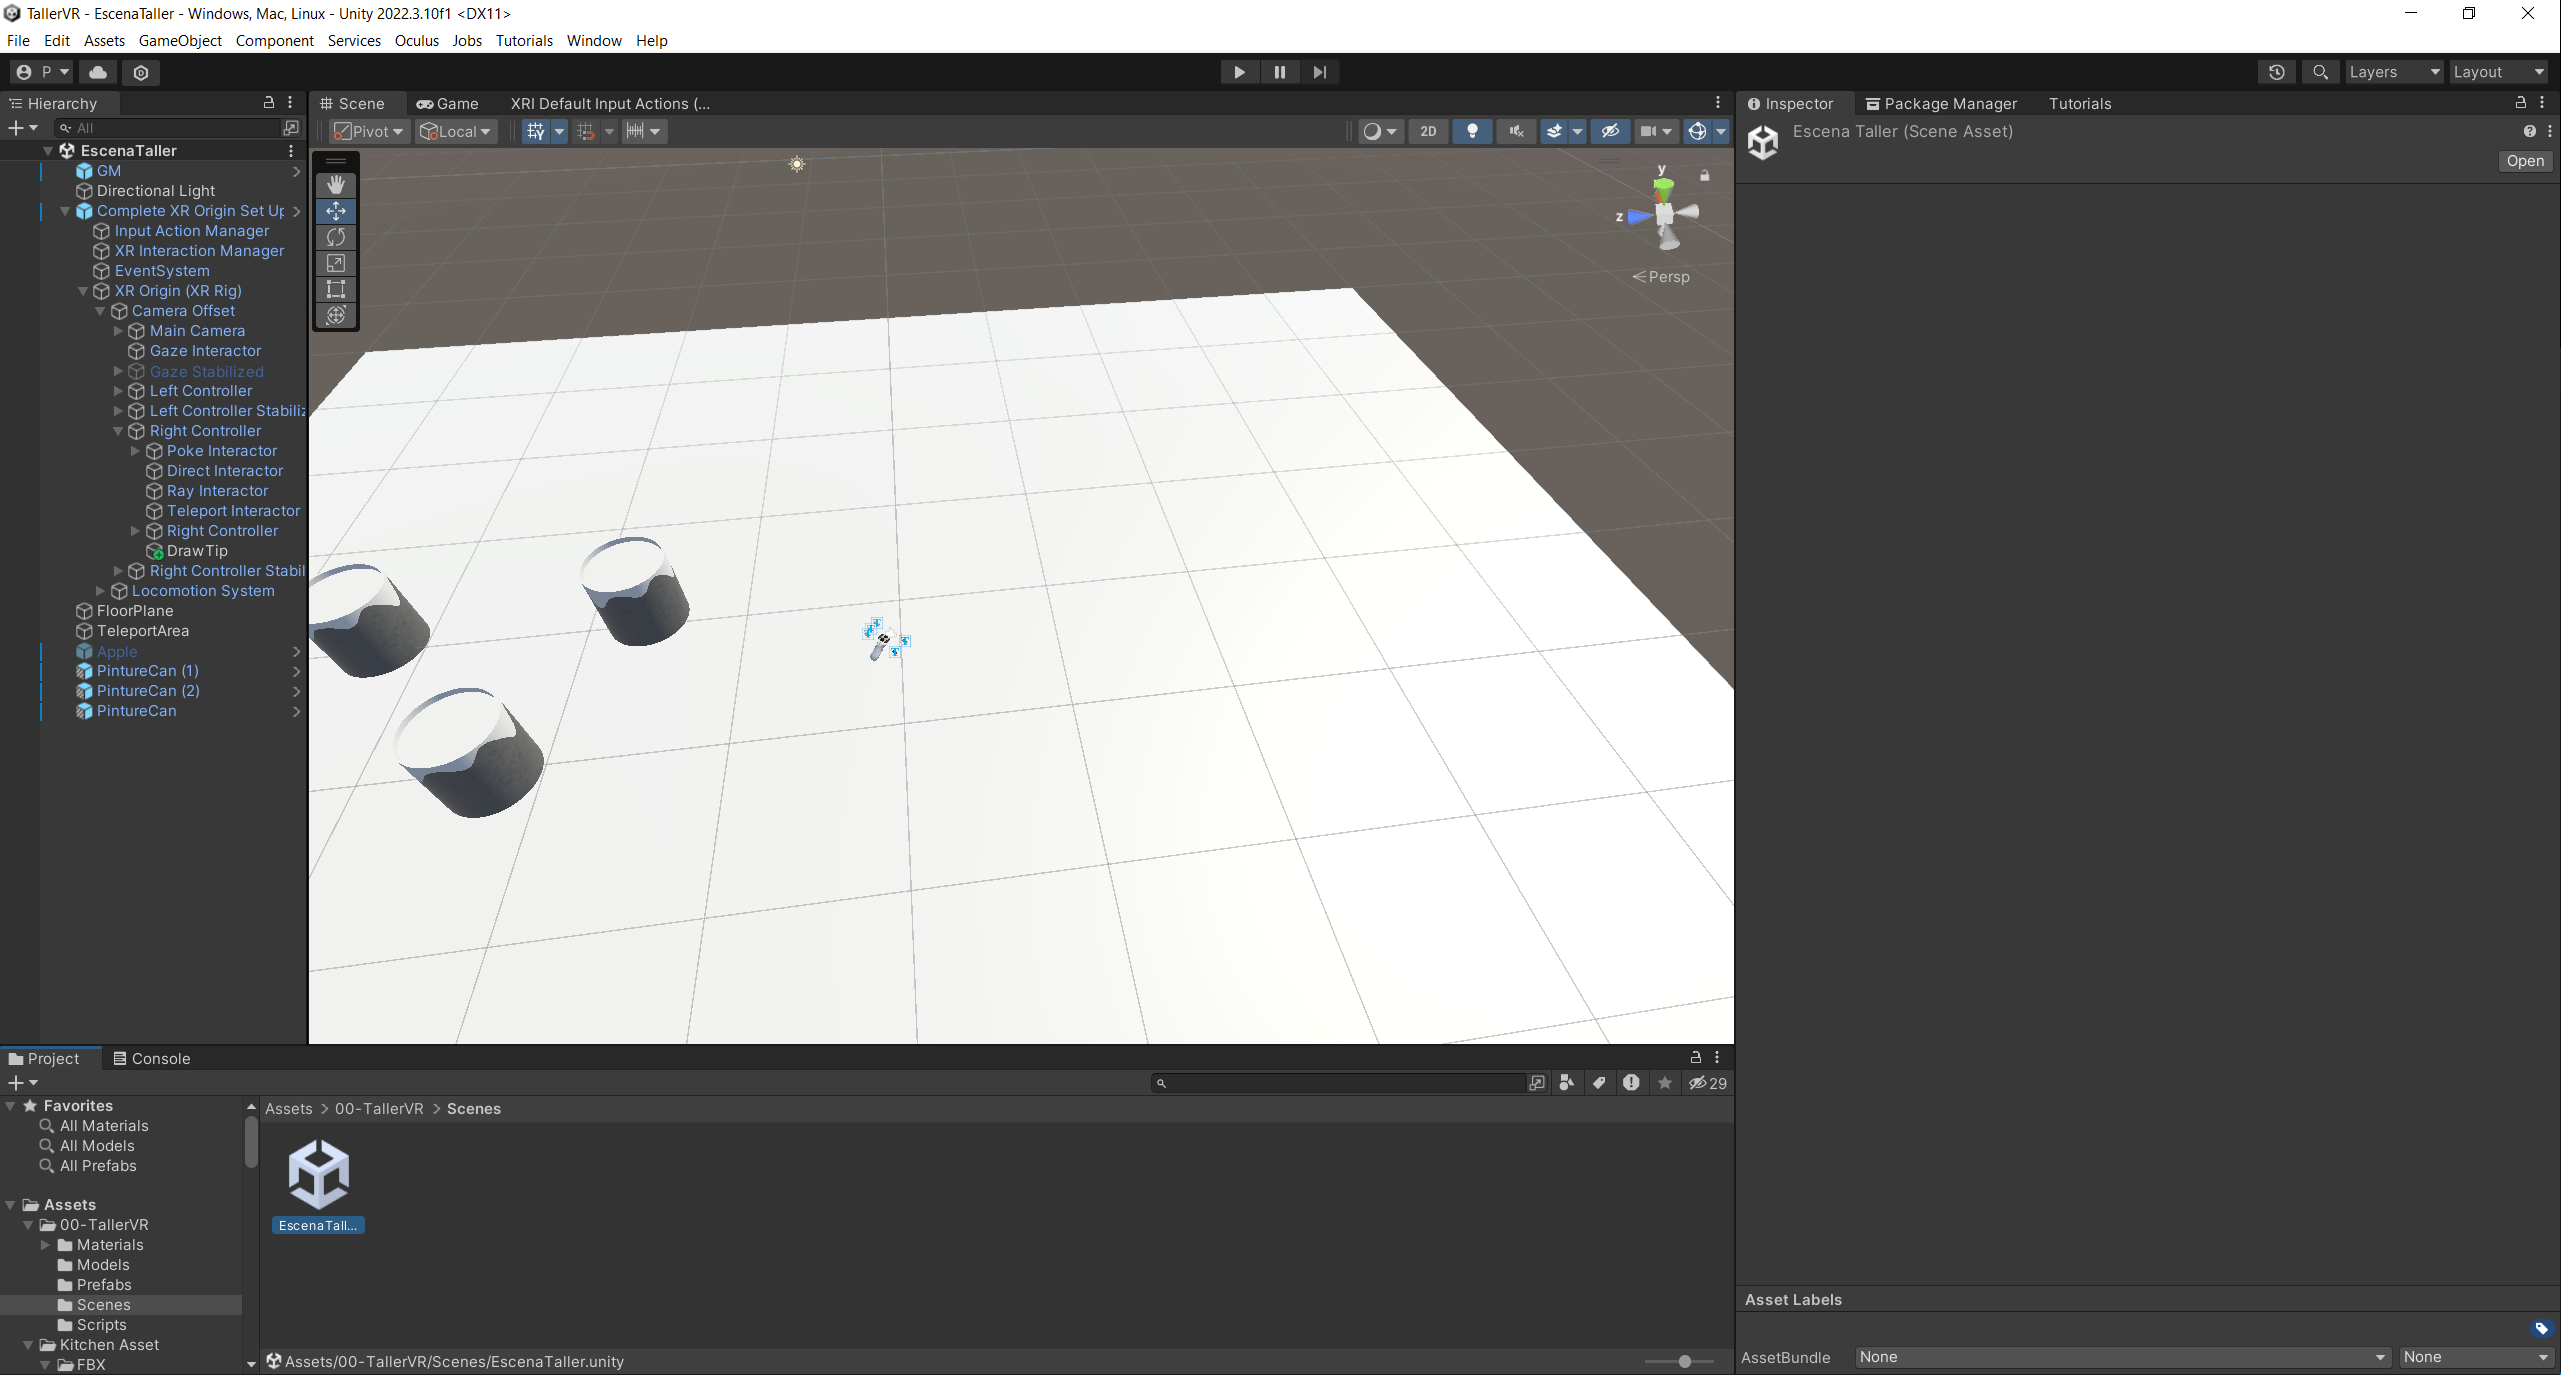 TallerVR - EscenaTaller - Windows, Mac, Linux - Unity 2022.3.10f1 <DX11>
File Edit Assets GameObject Component Services Oculus Jobs Tutorials Window Help
P Layers Layout
Hierarchy
All
EscenaTaller
GM
Directional Light
Complete XR Origin Set Up
Input Action Manager
XR Interaction Manager
EventSystem
XR Origin (XR Rig)
Camera Offset
Main Camera
Gaze Interactor
Gaze Stabilized
Left Controller
Left Controller Stabiliz
Right Controller
Poke Interactor
Direct Interactor
Ray Interactor
Teleport Interactor
Right Controller
DrawTip
Right Controller Stabil
Locomotion System
FloorPlane
TeleportArea
Apple
PintureCan (1)
PintureCan (2)
PintureCan
Scene Game XRI Default Input Actions (...
Pivot Local 2D
y
z
Persp
Inspector Package Manager Tutorials
Escena Taller (Scene Asset)
Open
Project Console
29
Favorites
All Materials
All Models
All Prefabs
Assets
00-TallerVR
Materials
Models
Prefabs
Scenes
Scripts
Kitchen Asset
FBX
Assets > 00-TallerVR > Scenes
EscenaTall...
Assets/00-TallerVR/Scenes/EscenaTaller.unity
Asset Labels
AssetBundle None None